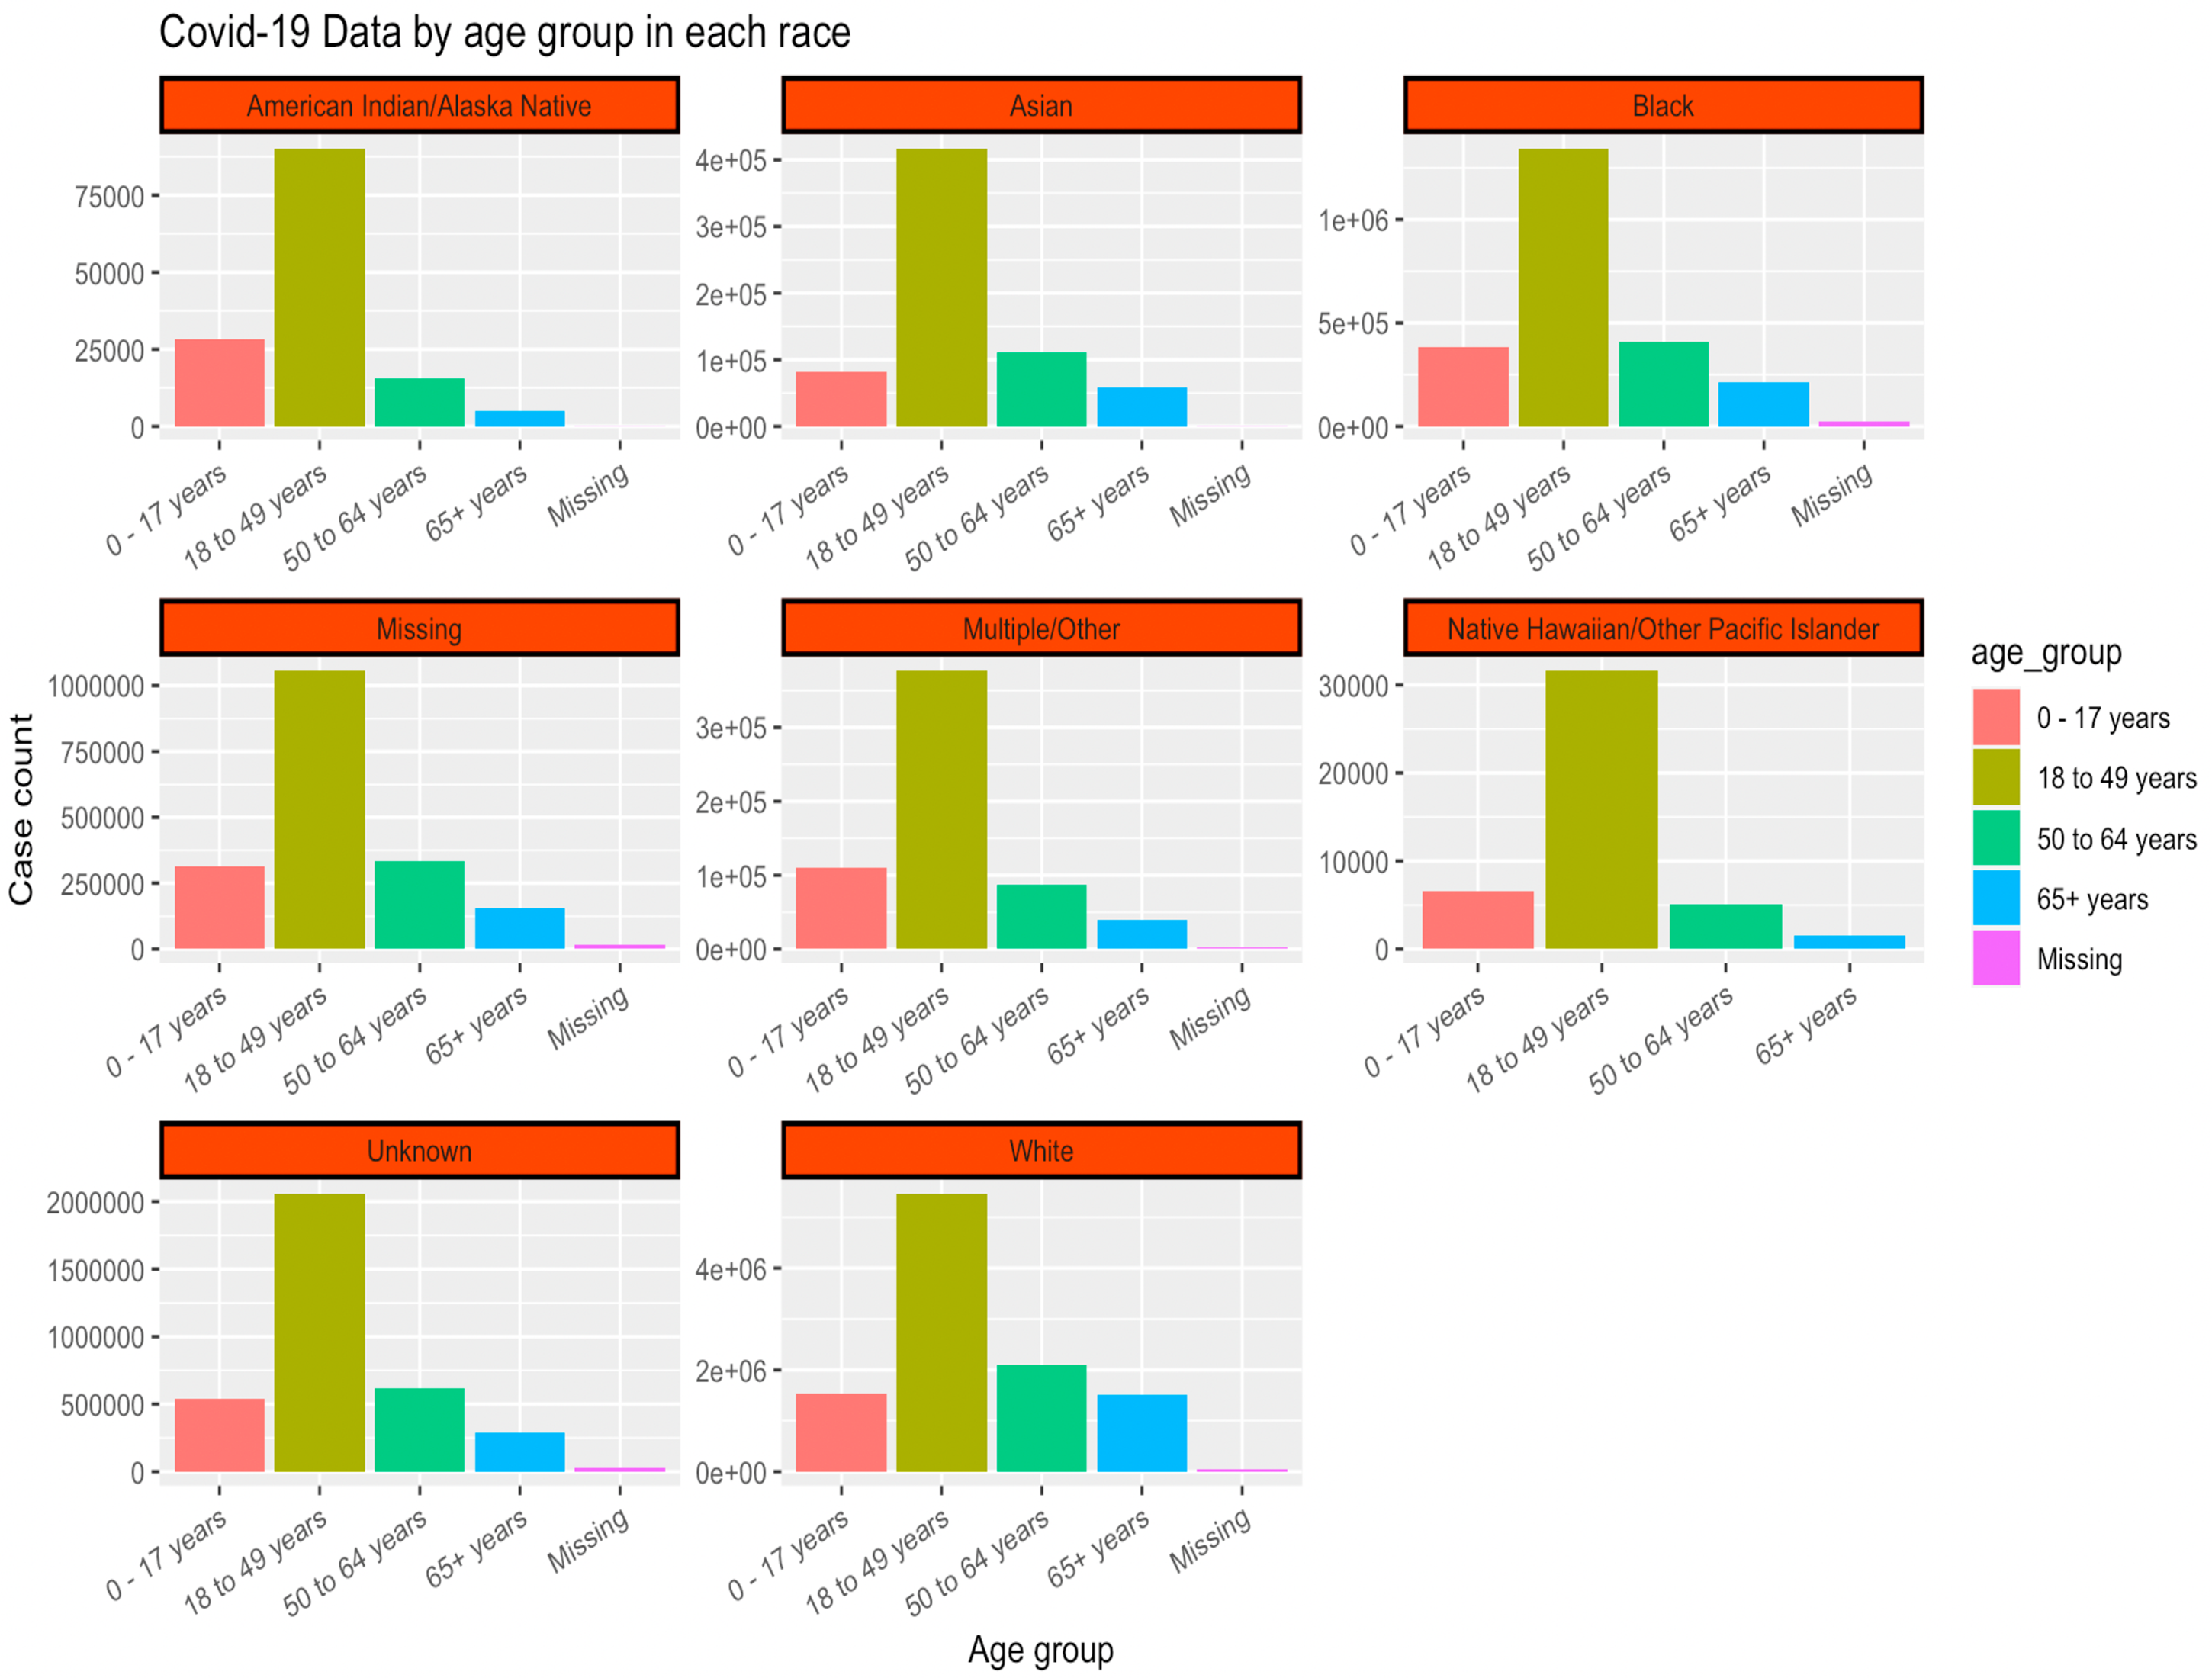 Covid-19 Data by age group in each race
American Indian/Alaska Native
75000
50000
25000
0
0 - 17 years
18 to 49 years
50 to 64 years
65+ years
Missing
Asian
4e+05
3e+05
2e+05
1e+05
0e+00
0 - 17 years
18 to 49 years
50 to 64 years
65+ years
Missing
Black
1e+06
5e+05
0e+00
0 - 17 years
18 to 49 years
50 to 64 years
65+ years
Missing
Case count
Missing
1000000
750000
500000
250000
0
0 - 17 years
18 to 49 years
50 to 64 years
65+ years
Missing
Multiple/Other
3e+05
2e+05
1e+05
0e+00
0 - 17 years
18 to 49 years
50 to 64 years
65+ years
Missing
Native Hawaiian/Other Pacific Islander
30000
20000
10000
0
0 - 17 years
18 to 49 years
50 to 64 years
65+ years
age_group
0 - 17 years
18 to 49 years
50 to 64 years
65+ years
Missing
Unknown
2000000
1500000
1000000
500000
0
0 - 17 years
18 to 49 years
50 to 64 years
65+ years
Missing
White
4e+06
2e+06
0e+00
0 - 17 years
18 to 49 years
50 to 64 years
65+ years
Missing
Age group